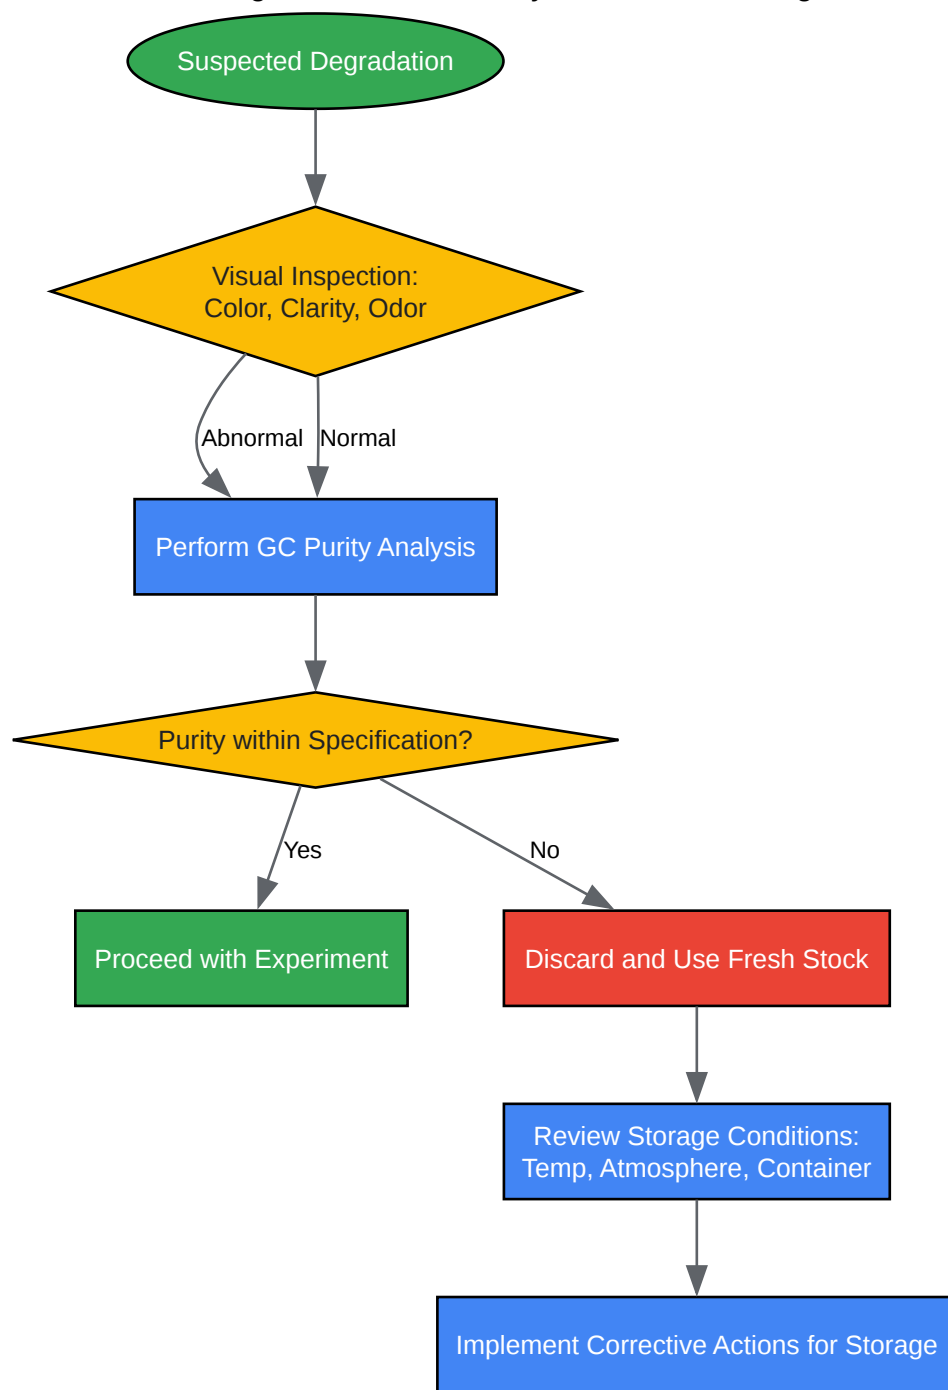 Suspected Degradation
Visual Inspection:
Color, Clarity, Odor
Abnormal
Normal
Perform GC Purity Analysis
Purity within Specification?
Yes
No
Proceed with Experiment
Discard and Use Fresh Stock
Review Storage Conditions:
Temp, Atmosphere, Container
Implement Corrective Actions for Storage